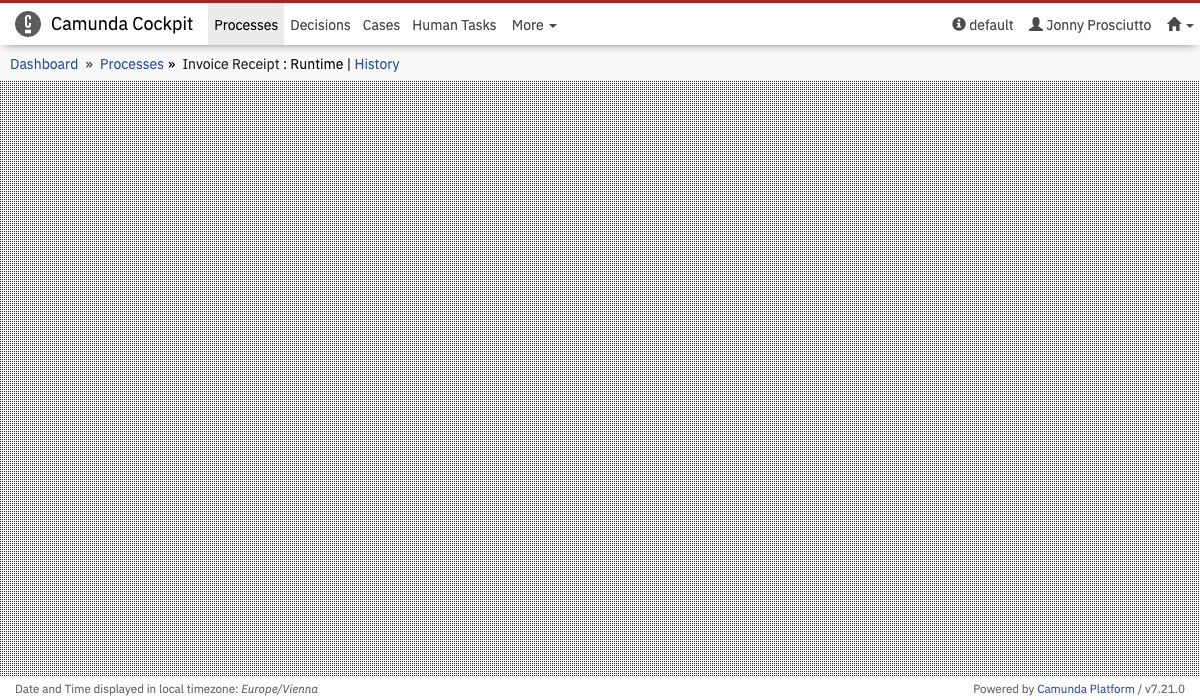 Camunda Cockpit Processes Decisions Cases Human Tasks More default Jonny Prosciutto
Dashboard » Processes » Invoice Receipt : Runtime | History
Date and Time displayed in local timezone: Europe/Vienna Powered by Camunda Platform / v7.21.0